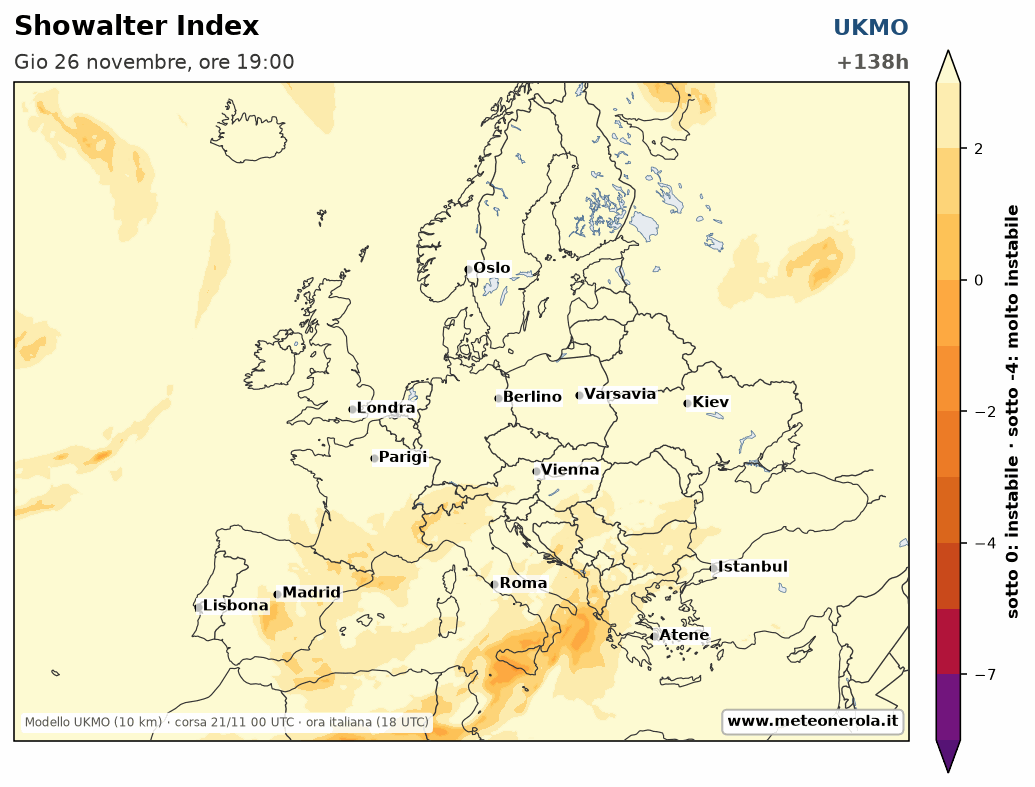 Showalter Index
UKMO
Gio 26 novembre, ore 19:00
+138h
Oslo
Londra
Berlino
Varsavia
Kiev
Parigi
Vienna
Istanbul
Roma
Madrid
Lisbona
Atene
Modello UKMO (10 km) · corsa 21/11 00 UTC · ora italiana (18 UTC)
www.meteonerola.it
2
0
−2
−4
−7
sotto 0: instabile · sotto -4: molto instabile